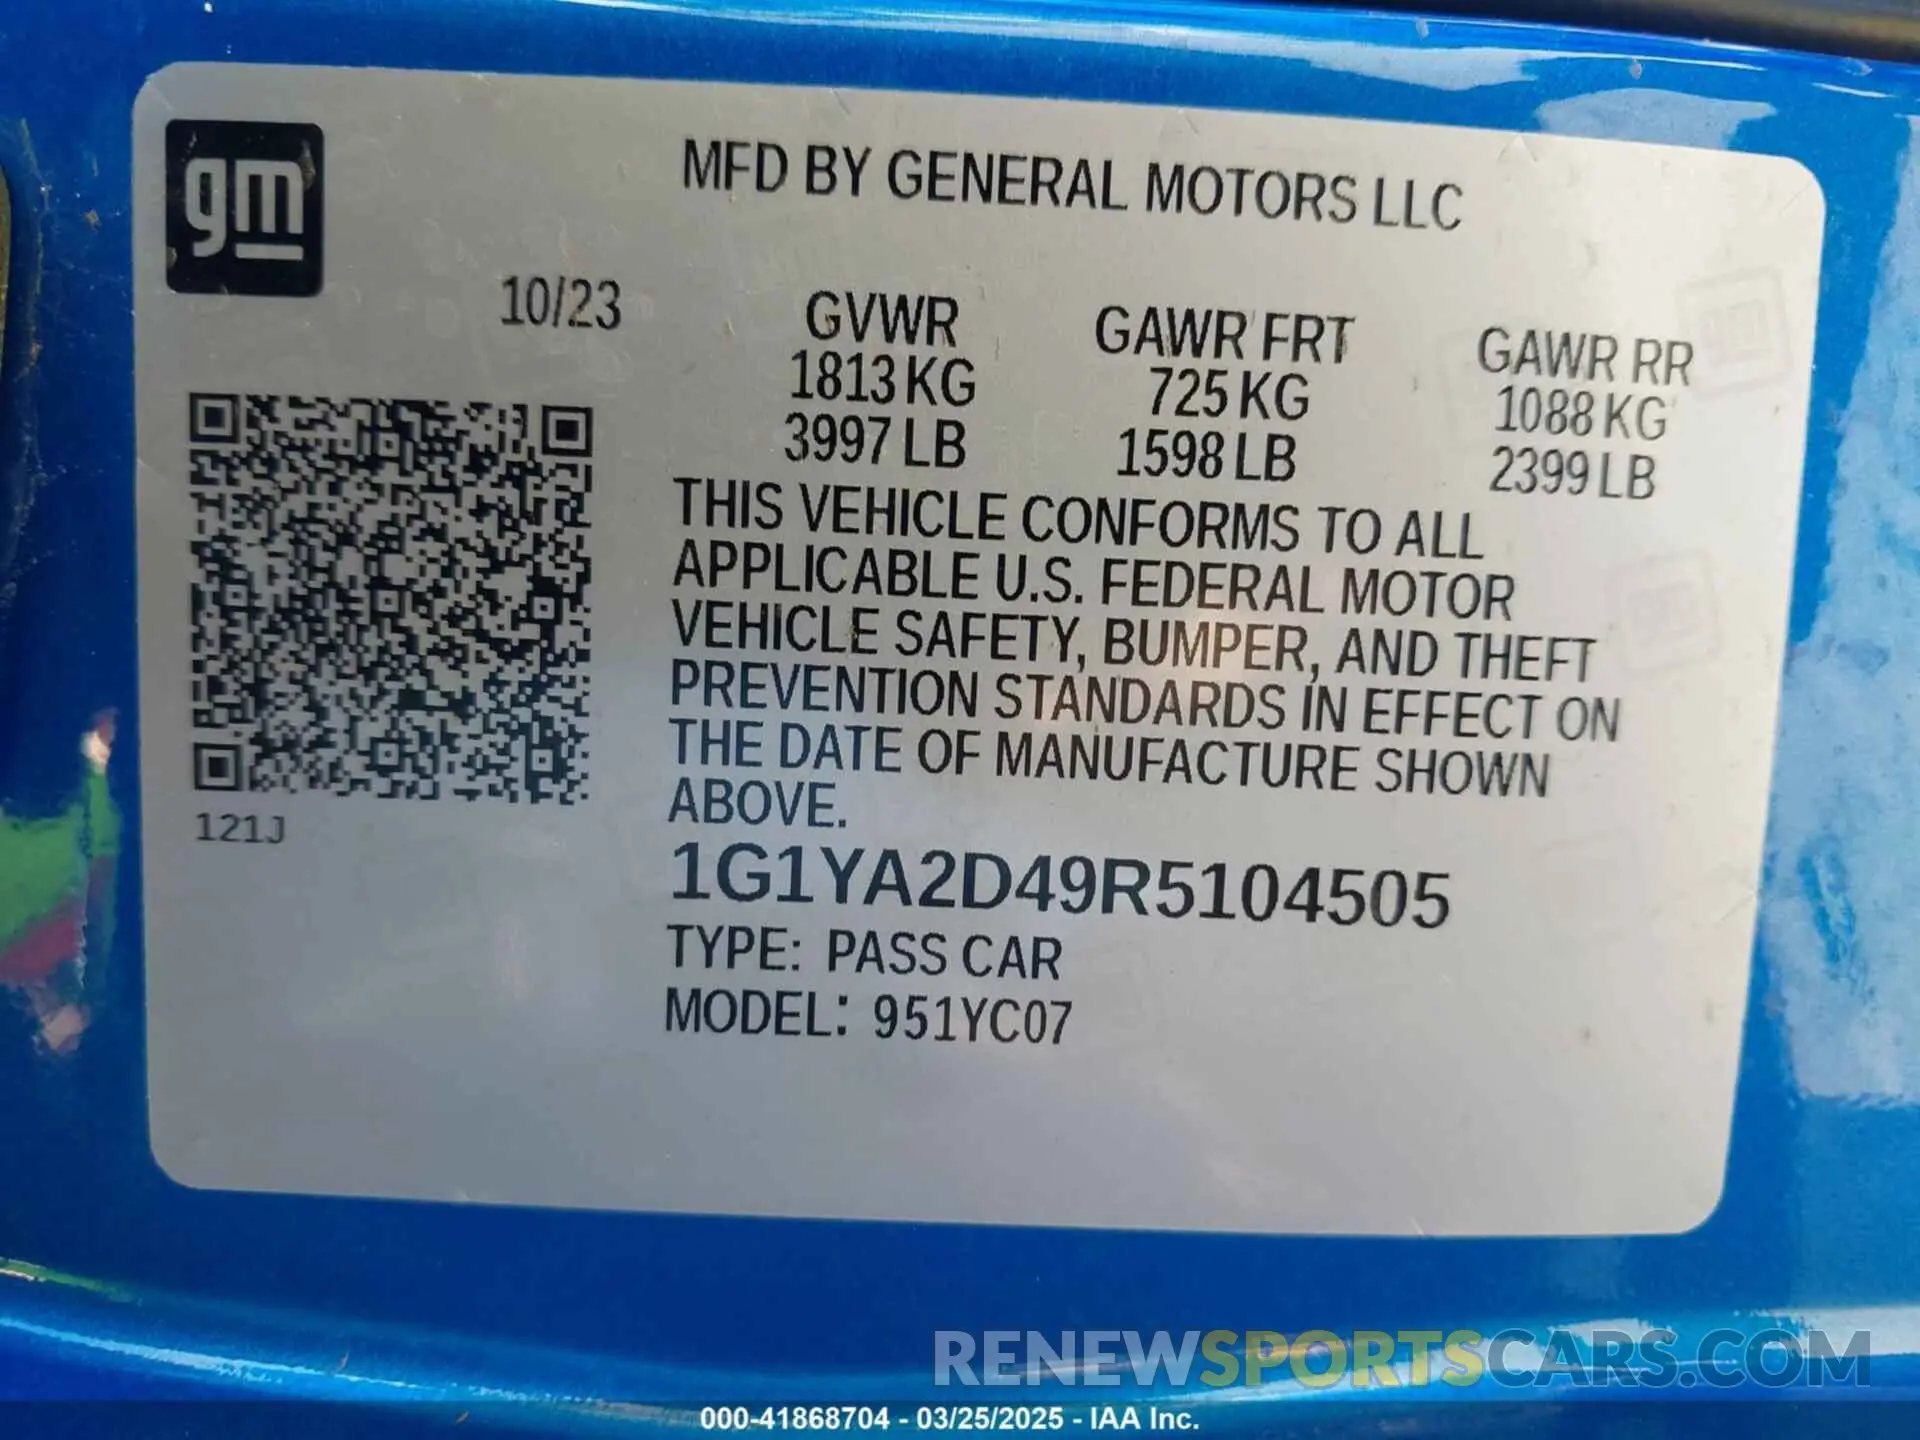 gm
MFD BY GENERAL MOTORS LLC
10/23
GVWR GAWR FRT GAWR RR
1813 KG 725 KG 1088 KG
3997 LB 1598 LB 2399 LB
THIS VEHICLE CONFORMS TO ALL
APPLICABLE U.S. FEDERAL MOTOR
VEHICLE SAFETY, BUMPER, AND THEFT
PREVENTION STANDARDS IN EFFECT ON
THE DATE OF MANUFACTURE SHOWN
ABOVE.
121J
1G1YA2D49R5104505
TYPE: PASS CAR
MODEL: 951YC07
RENEWSPORTSCARS.COM
000-41868704 - 03/25/2025 - IAA Inc.